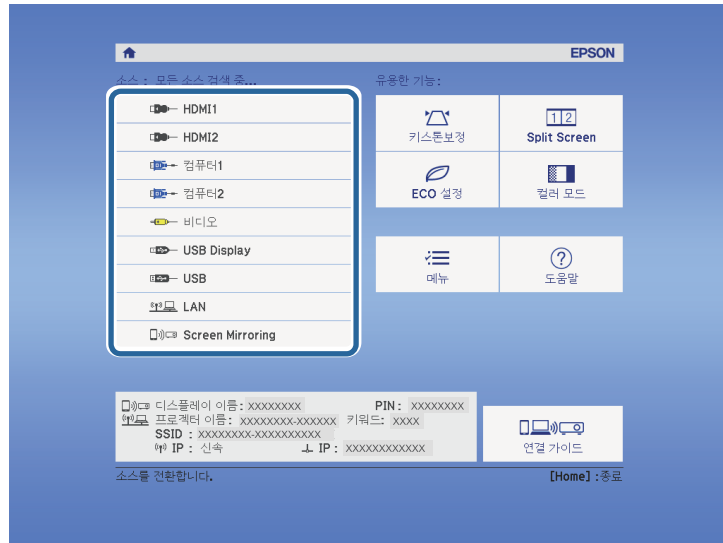 EPSON
소스 : 모든 소스 검색 중...
HDMI1
HDMI2
컴퓨터1
컴퓨터2
비디오
USB Display
USB
LAN
Screen Mirroring
유용한 기능:
키스톤보정
1 2
Split Screen
ECO 설정
컬러 모드
메뉴
?
도움말
디스플레이 이름: XXXXXXXX PIN: XXXXXXXX
프로젝터 이름: XXXXXXXX-XXXXXX 키워드: XXXX
SSID : XXXXXXXX-XXXXXXXXXX
IP : 신속 IP : XXXXXXXXXXXX
연결 가이드
소스를 전환합니다. [Home] :종료